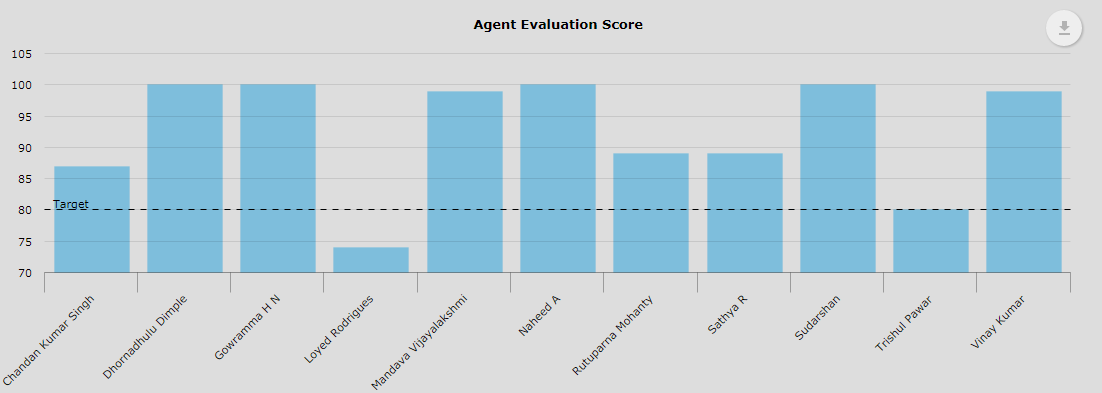 Agent Evaluation Score
105
100
95
90
85
Target
80
75
70
Chandan Kumar Singh
Dhornadhulu Dimple
Gowramma H N
Loyed Rodrigues
Mandava Vijayalakshmi
Naheed A
Rutuparna Mohanty
Sathya R
Sudarshan
Trishul Pawar
Vinay Kumar